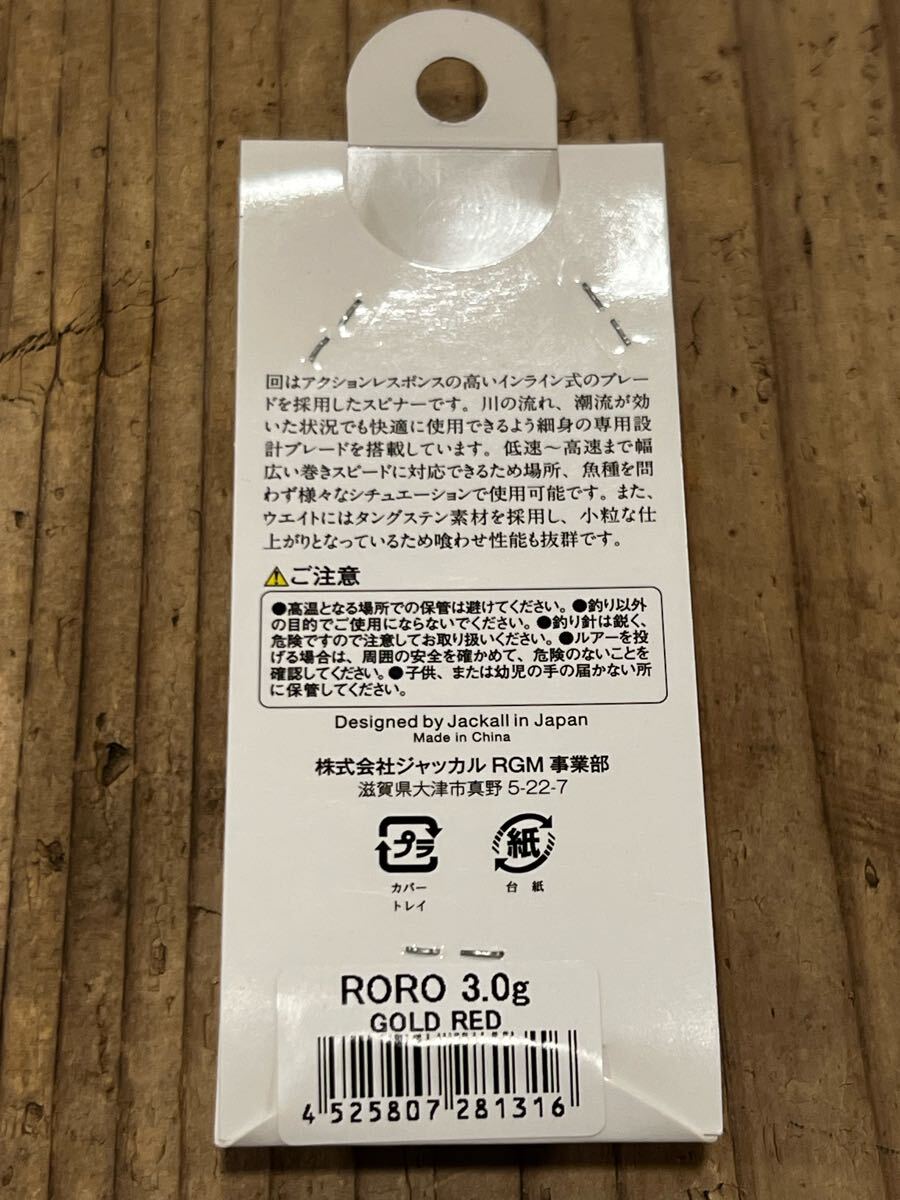 回はアクションレスポンスの高いインライン式のブレー
ドを採用したスピナーです。川の流れ、潮流が効
いた状況でも快適に使用できるよう細身の専用設
計ブレードを搭載しています。低速～高速まで幅
広い巻きスピードに対応できるため場所、魚種を問
わず様々なシチュエーションで使用可能です。また、
ウエイトにはタングステン素材を採用し、小粒な仕
上がりとなっているため喰わせ性能も抜群です。
⚠ご注意
●高温となる場所での保管は避けてください。●釣り以外
の目的でご使用にならないでください。●釣り針は鋭く、
危険ですので注意してお取り扱いください。●ルアーを投
げる場合は、周囲の安全を確かめて、危険のないことを
確認してください。●子供、または幼児の手の届かない所
に保管してください。
Designed by Jackall in Japan
Made in China
株式会社ジャッカル RGM 事業部
滋賀県大津市真野 5-22-7
プラ 紙
カバー 台紙
トレイ
RORO 3.0g
GOLD RED
4 525807 281316